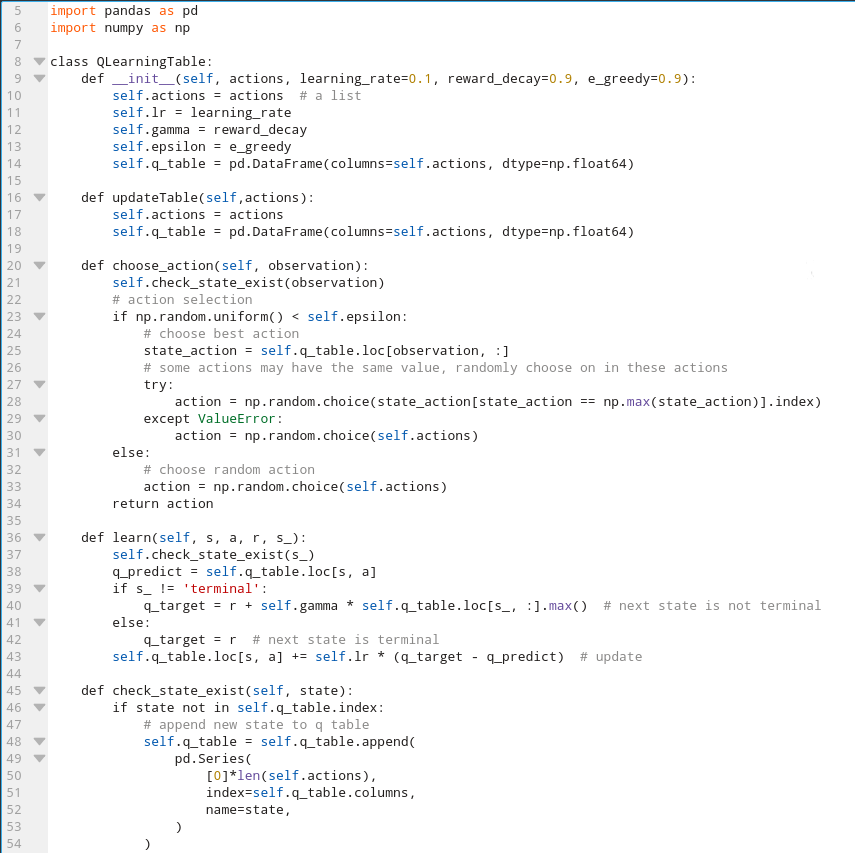 5 import pandas as pd
6 import numpy as np
7
8 class QLearningTable:
9     def __init__(self, actions, learning_rate=0.1, reward_decay=0.9, e_greedy=0.9):
10         self.actions = actions  # a list
11         self.lr = learning_rate
12         self.gamma = reward_decay
13         self.epsilon = e_greedy
14         self.q_table = pd.DataFrame(columns=self.actions, dtype=np.float64)
15
16     def updateTable(self,actions):
17         self.actions = actions
18         self.q_table = pd.DataFrame(columns=self.actions, dtype=np.float64)
19
20     def choose_action(self, observation):
21         self.check_state_exist(observation)
22         # action selection
23         if np.random.uniform() < self.epsilon:
24             # choose best action
25             state_action = self.q_table.loc[observation, :]
26             # some actions may have the same value, randomly choose on in these actions
27             try:
28                 action = np.random.choice(state_action[state_action == np.max(state_action)].index)
29             except ValueError:
30                 action = np.random.choice(self.actions)
31         else:
32             # choose random action
33             action = np.random.choice(self.actions)
34         return action
35
36     def learn(self, s, a, r, s_):
37         self.check_state_exist(s_)
38         q_predict = self.q_table.loc[s, a]
39         if s_ != 'terminal':
40             q_target = r + self.gamma * self.q_table.loc[s_, :].max()  # next state is not terminal
41         else:
42             q_target = r  # next state is terminal
43         self.q_table.loc[s, a] += self.lr * (q_target - q_predict)  # update
44
45     def check_state_exist(self, state):
46         if state not in self.q_table.index:
47             # append new state to q table
48             self.q_table = self.q_table.append(
49                 pd.Series(
50                     [0]*len(self.actions),
51                     index=self.q_table.columns,
52                     name=state,
53                 )
54             )